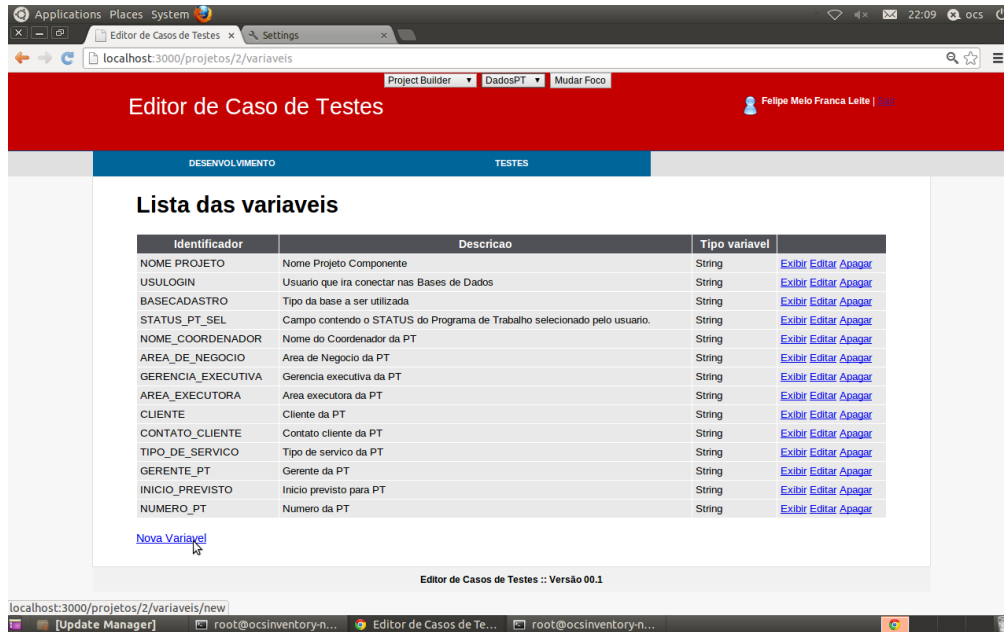 Applications Places System 22:09 ocs
Editor de Casos de Testes x Settings x
localhost:3000/projetos/2/variaveis
Project Builder DadosPT Mudar Foco
Editor de Caso de Testes
Felipe Melo Franca Leite |
DESENVOLVIMENTO TESTES
Lista das variaveis
Identificador Descricao Tipo variavel
NOME PROJETO Nome Projeto Componente String Exibir Editar Apagar
USULOGIN Usuario que ira conectar nas Bases de Dados String Exibir Editar Apagar
BASECADASTRO Tipo da base a ser utilizada String Exibir Editar Apagar
STATUS_PT_SEL Campo contendo o STATUS do Programa de Trabalho selecionado pelo usuario. String Exibir Editar Apagar
NOME_COORDENADOR Nome do Coordenador da PT String Exibir Editar Apagar
AREA_DE_NEGOCIO Area de Negocio da PT String Exibir Editar Apagar
GERENCIA_EXECUTIVA Gerencia executiva da PT String Exibir Editar Apagar
AREA_EXECUTORA Area executora da PT String Exibir Editar Apagar
CLIENTE Cliente da PT String Exibir Editar Apagar
CONTATO_CLIENTE Contato cliente da PT String Exibir Editar Apagar
TIPO_DE_SERVICO Tipo de servico da PT String Exibir Editar Apagar
GERENTE_PT Gerente da PT String Exibir Editar Apagar
INICIO_PREVISTO Inicio previsto para PT String Exibir Editar Apagar
NUMERO_PT Numero da PT String Exibir Editar Apagar
Nova Variavel
Editor de Casos de Testes :: Versão 00.1
localhost:3000/projetos/2/variaveis/new
[Update Manager] root@ocsinventory-n... Editor de Casos de Te... root@ocsinventory-n...